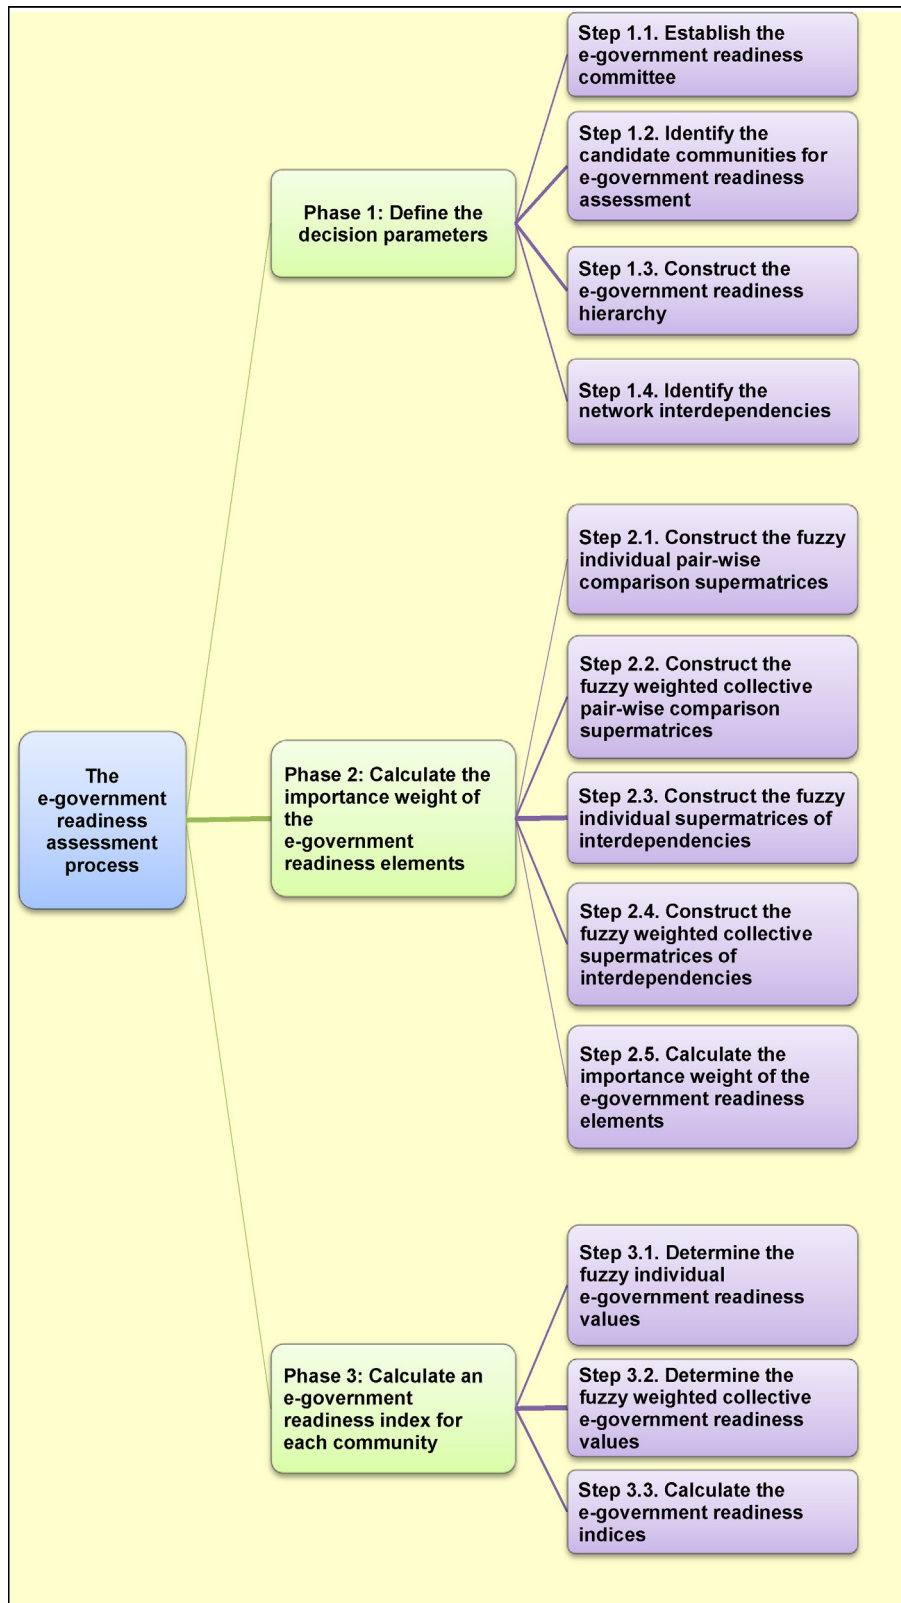 The
e-government
readiness
assessment
process
Phase 1: Define the
decision parameters
Step 1.1. Establish the
e-government readiness
committee
Step 1.2. Identify the
candidate communities for
e-government readiness
assessment
Step 1.3. Construct the
e-government readiness
hierarchy
Step 1.4. Identify the
network interdependencies
Phase 2: Calculate the
importance weight of
the
e-government
readiness elements
Step 2.1. Construct the fuzzy
individual pair-wise
comparison supermatrices
Step 2.2. Construct the
fuzzy weighted collective
pair-wise comparison
supermatrices
Step 2.3. Construct the fuzzy
individual supermatrices of
interdependencies
Step 2.4. Construct the
fuzzy weighted collective
supermatrices of
interdependencies
Step 2.5. Calculate the
importance weight of the
e-government readiness
elements
Phase 3: Calculate an
e-government
readiness index for
each community
Step 3.1. Determine the
fuzzy individual
e-government readiness
values
Step 3.2. Determine the
fuzzy weighted collective
e-government readiness
values
Step 3.3. Calculate the
e-government readiness
indices